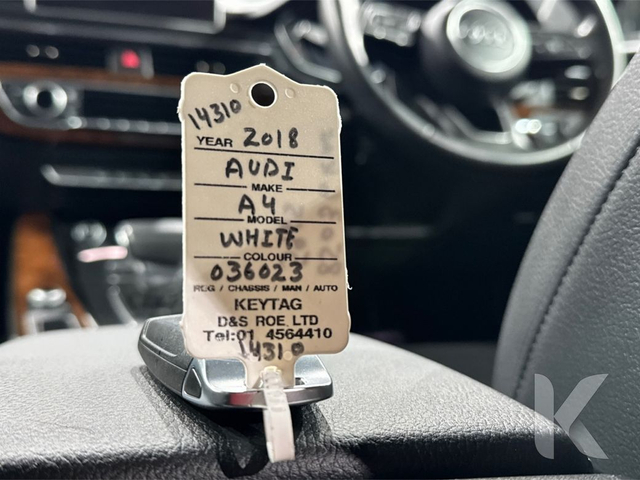 14310
YEAR 2018
AUDI
MAKE
A4
MODEL
WHITE
COLOUR
036023
REG / CHASSIS / MAN / AUTO
KEYTAG
D&S ROE LTD
Tel:01 4564410
14310
K